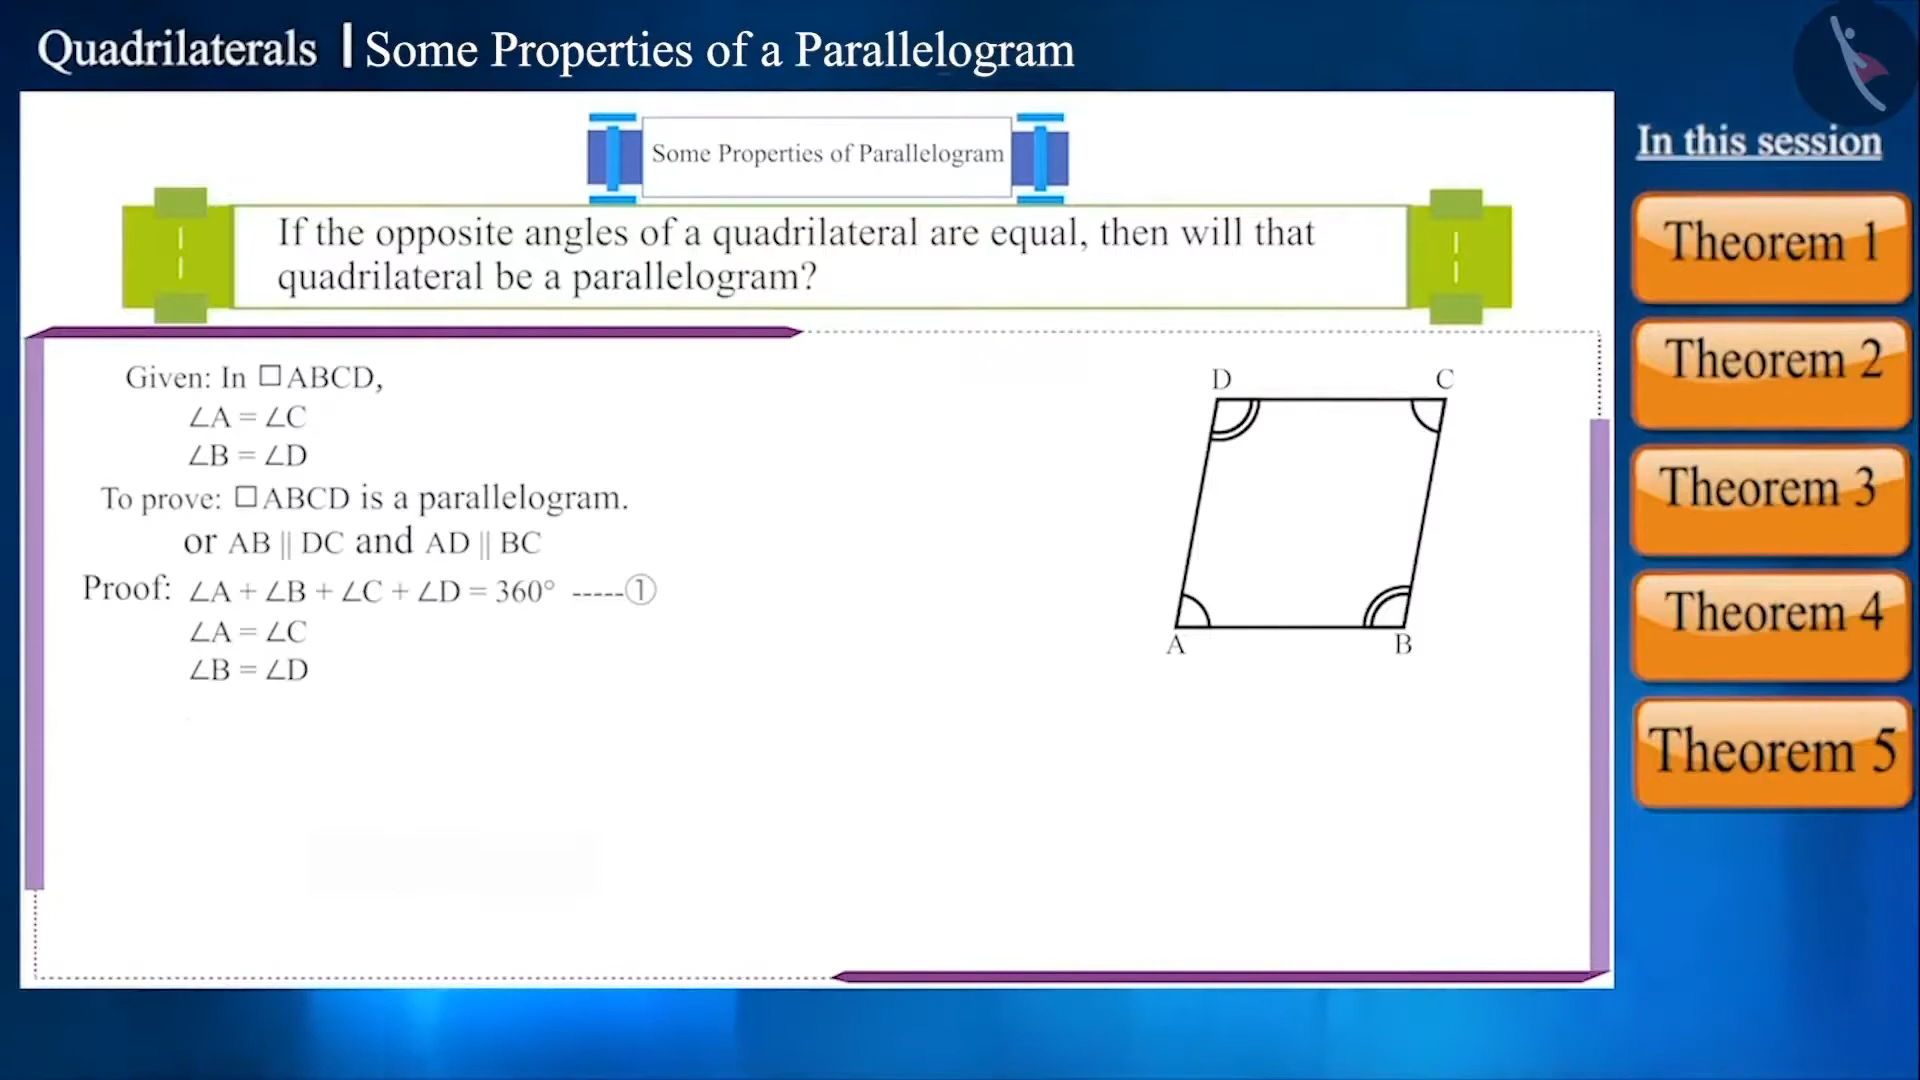 Quadrilaterals | Some Properties of a Parallelogram
In this session
Some Properties of Parallelogram
If the opposite angles of a quadrilateral are equal, then will that
quadrilateral be a parallelogram?
Given: In □ABCD,
∠A = ∠C
∠B = ∠D
To prove: □ABCD is a parallelogram.
or AB || DC and AD || BC
Proof: ∠A + ∠B + ∠C + ∠D = 360° -----①
∠A = ∠C
∠B = ∠D
D C
A B
Theorem 1
Theorem 2
Theorem 3
Theorem 4
Theorem 5